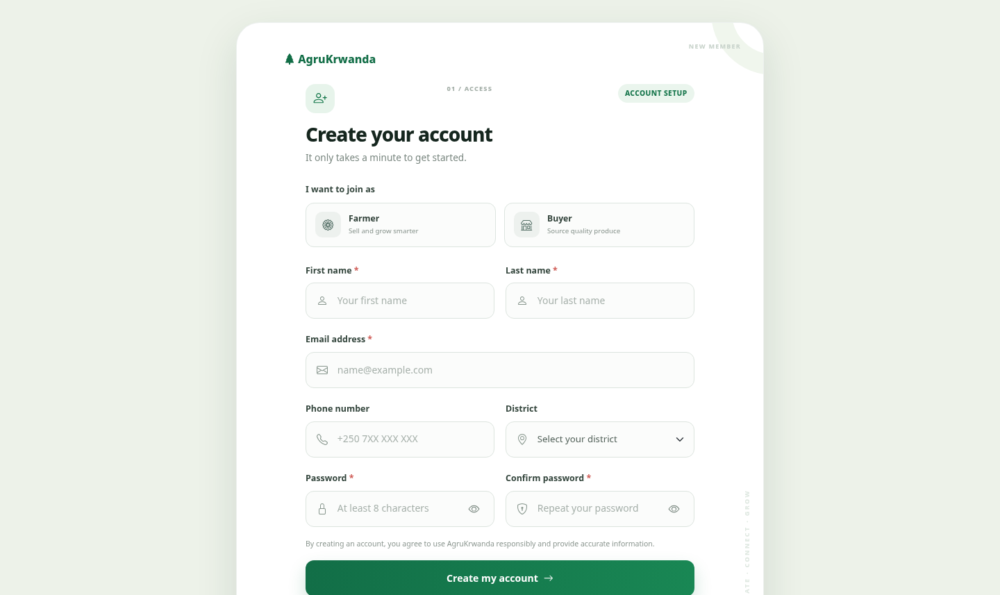 NEW MEMBER
AgruKrwanda
01 / ACCESS
ACCOUNT SETUP
Create your account
It only takes a minute to get started.
I want to join as
Farmer
Sell and grow smarter
Buyer
Source quality produce
First name *
Last name *
Your first name
Your last name
Email address *
name@example.com
Phone number
District
+250 7XX XXX XXX
Select your district
Password *
Confirm password *
At least 8 characters
Repeat your password
By creating an account, you agree to use AgruKrwanda responsibly and provide accurate information.
Create my account →
· CONNECT · GROW